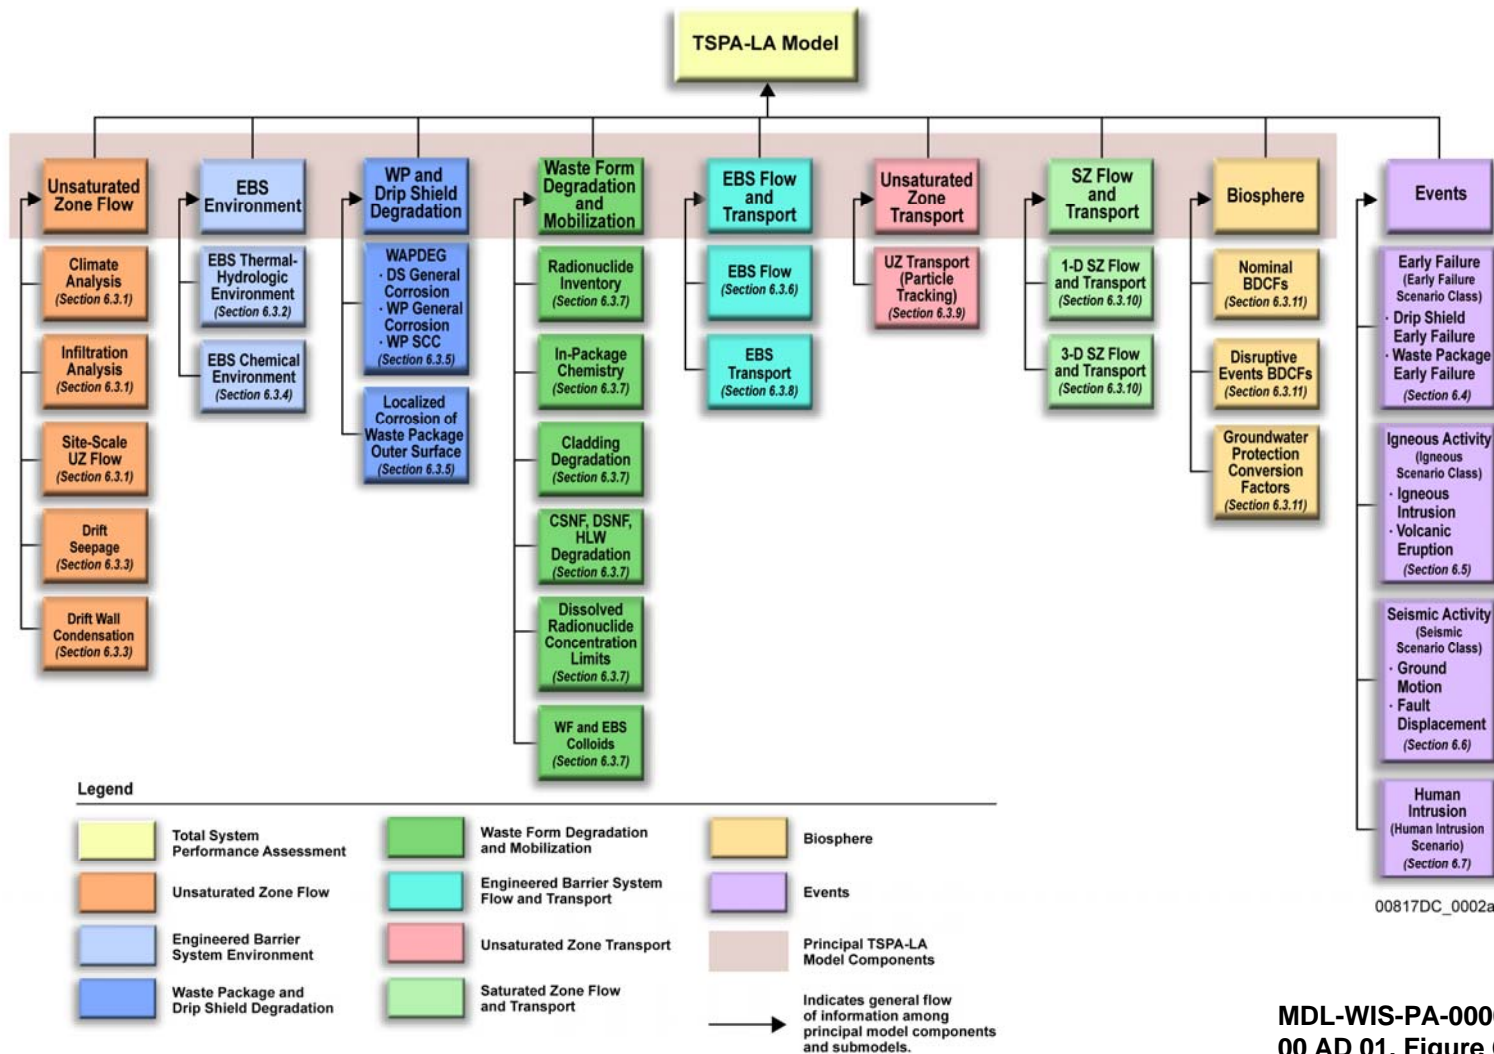 TSPA-LA Model
Unsaturated
Zone Flow
Climate
Analysis
(Section 6.3.1)
Infiltration
Analysis
(Section 6.3.1)
Site-Scale
UZ Flow
(Section 6.3.1)
Drift
Seepage
(Section 6.3.3)
Drift Wall
Condensation
(Section 6.3.3)
EBS
Environment
EBS Thermal-
Hydrologic
Environment
(Section 6.3.2)
EBS Chemical
Environment
(Section 6.3.4)
WP and
Drip Shield
Degradation
WAPDEG
· DS General
Corrosion
· WP General
Corrosion
· WP SCC
(Section 6.3.5)
Localized
Corrosion of
Waste Package
Outer Surface
(Section 6.3.5)
Waste Form
Degradation
and
Mobilization
Radionuclide
Inventory
(Section 6.3.7)
In-Package
Chemistry
(Section 6.3.7)
Cladding
Degradation
(Section 6.3.7)
CSNF, DSNF,
HLW
Degradation
(Section 6.3.7)
Dissolved
Radionuclide
Concentration
Limits
(Section 6.3.7)
WF and EBS
Colloids
(Section 6.3.7)
EBS Flow
and
Transport
EBS Flow
(Section 6.3.6)
EBS
Transport
(Section 6.3.8)
Unsaturated
Zone
Transport
UZ Transport
(Particle
Tracking)
(Section 6.3.9)
SZ Flow
and
Transport
1-D SZ Flow
and Transport
(Section 6.3.10)
3-D SZ Flow
and Transport
(Section 6.3.10)
Biosphere
Nominal
BDCFs
(Section 6.3.11)
Disruptive
Events BDCFs
(Section 6.3.11)
Groundwater
Protection
Conversion
Factors
(Section 6.3.11)
Events
Early Failure
(Early Failure
Scenario Class)
· Drip Shield
Early Failure
· Waste Package
Early Failure
(Section 6.4)
Igneous Activity
(Igneous
Scenario Class)
· Igneous
Intrusion
· Volcanic
Eruption
(Section 6.5)
Seismic Activity
(Seismic
Scenario Class)
· Ground
Motion
· Fault
Displacement
(Section 6.6)
Human
Intrusion
(Human Intrusion
Scenario)
(Section 6.7)
00817DC_0002a
Legend
Total System
Performance Assessment
Unsaturated Zone Flow
Engineered Barrier
System Environment
Waste Package and
Drip Shield Degradation
Waste Form Degradation
and Mobilization
Engineered Barrier System
Flow and Transport
Unsaturated Zone Transport
Saturated Zone Flow
and Transport
Biosphere
Events
Principal TSPA-LA
Model Components
Indicates general flow
of information among
principal model components
and submodels.
MDL-WIS-PA-000
00 AD 01, Figure